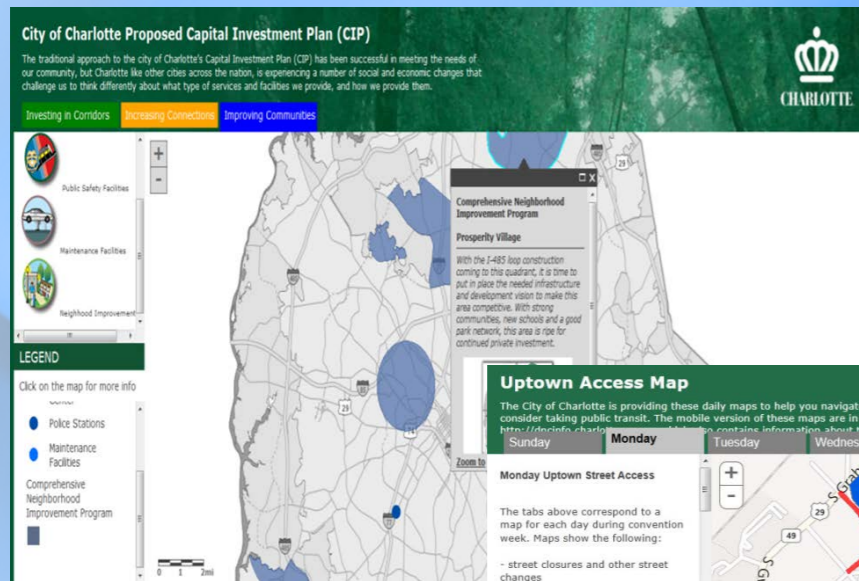 City of Charlotte Proposed Capital Investment Plan (CIP)
The traditional approach to the city of Charlotte's Capital Investment Plan (CIP) has been successful in meeting the needs of
our community, but Charlotte like other cities across the nation, is experiencing a number of social and economic changes that
challenge us to think differently about what type of services and facilities we provide, and how we provide them.
CHARLOTTE
Investing in Corridors
Increasing Connections
Improving Communities
Public Safety Facilities
Maintenance Facilities
Neighhood Improvement
LEGEND
Click on the map for more info
Police Stations
Maintenance
Facilities
Comprehensive
Neighborhood
Improvement Program
+
-
29
Comprehensive Neighborhood
Improvement Program
Prosperity Village
With the I-485 loop construction
coming to this quadrant, it is time to
put in place the needed infrastructure
and development vision to make this
area competitive. With strong
communities, new schools and a good
park network, this area is ripe for
continued private investment.
Zoom to
29
0 1 2mi
Uptown Access Map
The City of Charlotte is providing these daily maps to help you navigat
consider taking public transit. The mobile version of these maps are in
Sunday
Monday
Tuesday
Wednes
Monday Uptown Street Access
The tabs above correspond to a
map for each day during convention
week. Maps show the following:
- street closures and other street
changes
+
-
29
49
S Grah